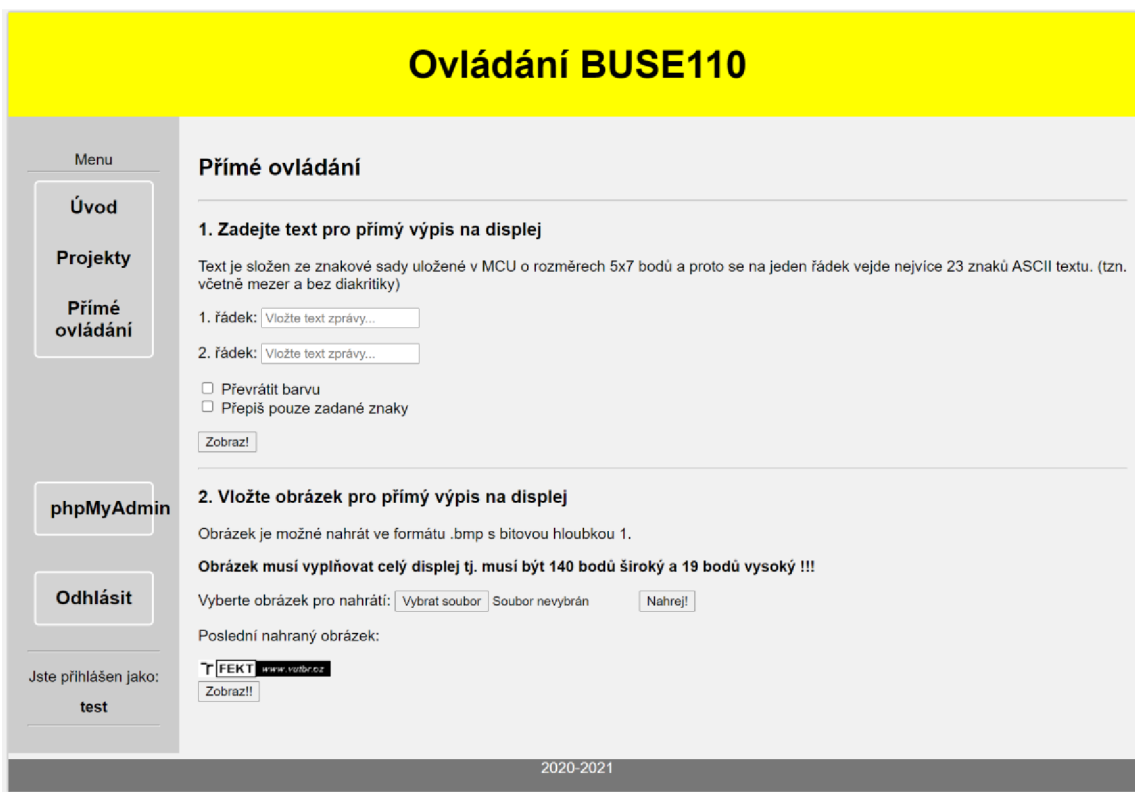 Ovládání BUSE110
Menu
Úvod
Projekty
Přímé
ovládání
phpMyAdmin
Odhlásit
Jste přihlášen jako:
test
Přímé ovládání
1. Zadejte text pro přímý výpis na displej
Text je složen ze znakové sady uložené v MCU o rozměrech 5x7 bodů a proto se na jeden řádek vejde nejvíce 23 znaků ASCII textu. (tzn.
včetně mezer a bez diakritiky)
1. řádek: Vložte text zprávy...
2. řádek: Vložte text zprávy...
Převrátit barvu
Přepiš pouze zadané znaky
Zobraz!
2. Vložte obrázek pro přímý výpis na displej
Obrázek je možné nahrát ve formátu .bmp s bitovou hloubkou 1.
Obrázek musí vyplňovat celý displej tj. musí být 140 bodů široký a 19 bodů vysoký !!!
Vyberte obrázek pro nahrátí: Vybrat soubor Soubor nevybrán Nahrej!
Poslední nahraný obrázek:
FEKT www.vutbr.cz
Zobraz!!
2020-2021